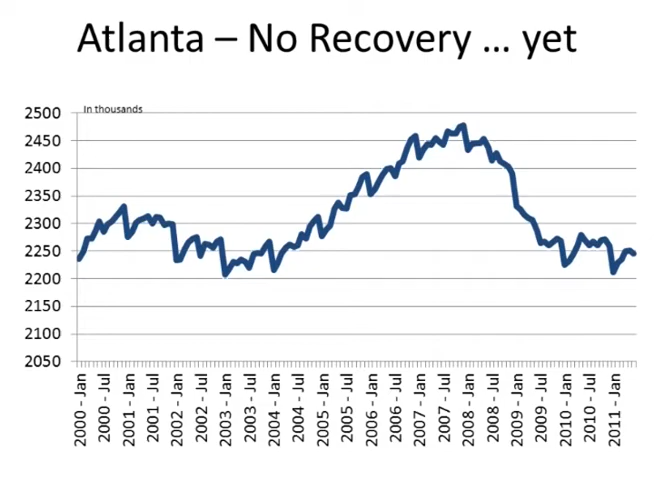 Atlanta – No Recovery … yet
In thousands
2500
2450
2400
2350
2300
2250
2200
2150
2100
2050
2000 - Jan
2000 - Jul
2001 - Jan
2001 - Jul
2002 - Jan
2002 - Jul
2003 - Jan
2003 - Jul
2004 - Jan
2004 - Jul
2005 - Jan
2005 - Jul
2006 - Jan
2006 - Jul
2007 - Jan
2007 - Jul
2008 - Jan
2008 - Jul
2009 - Jan
2009 - Jul
2010 - Jan
2010 - Jul
2011 - Jan